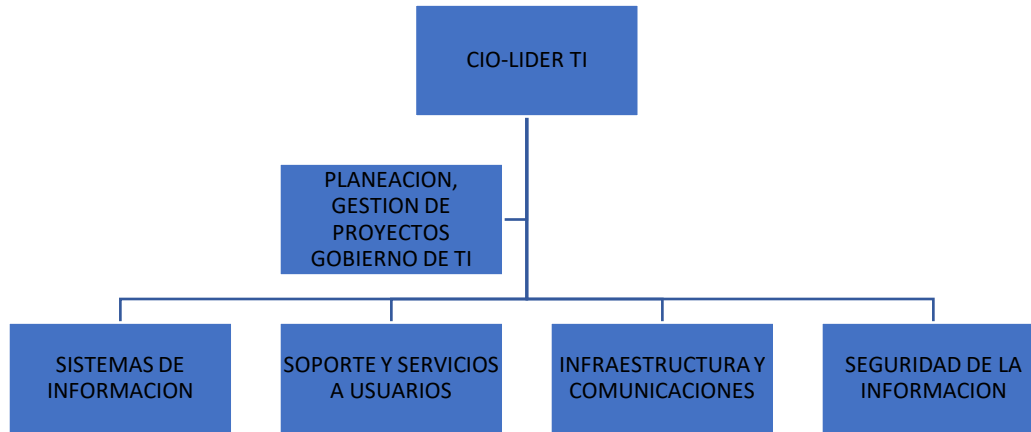 CIO-LIDER TI
PLANEACION,
GESTION DE
PROYECTOS
GOBIERNO DE TI
SISTEMAS DE
INFORMACION
SOPORTE Y SERVICIOS
A USUARIOS
INFRAESTRUCTURA Y
COMUNICACIONES
SEGURIDAD DE LA
INFORMACION